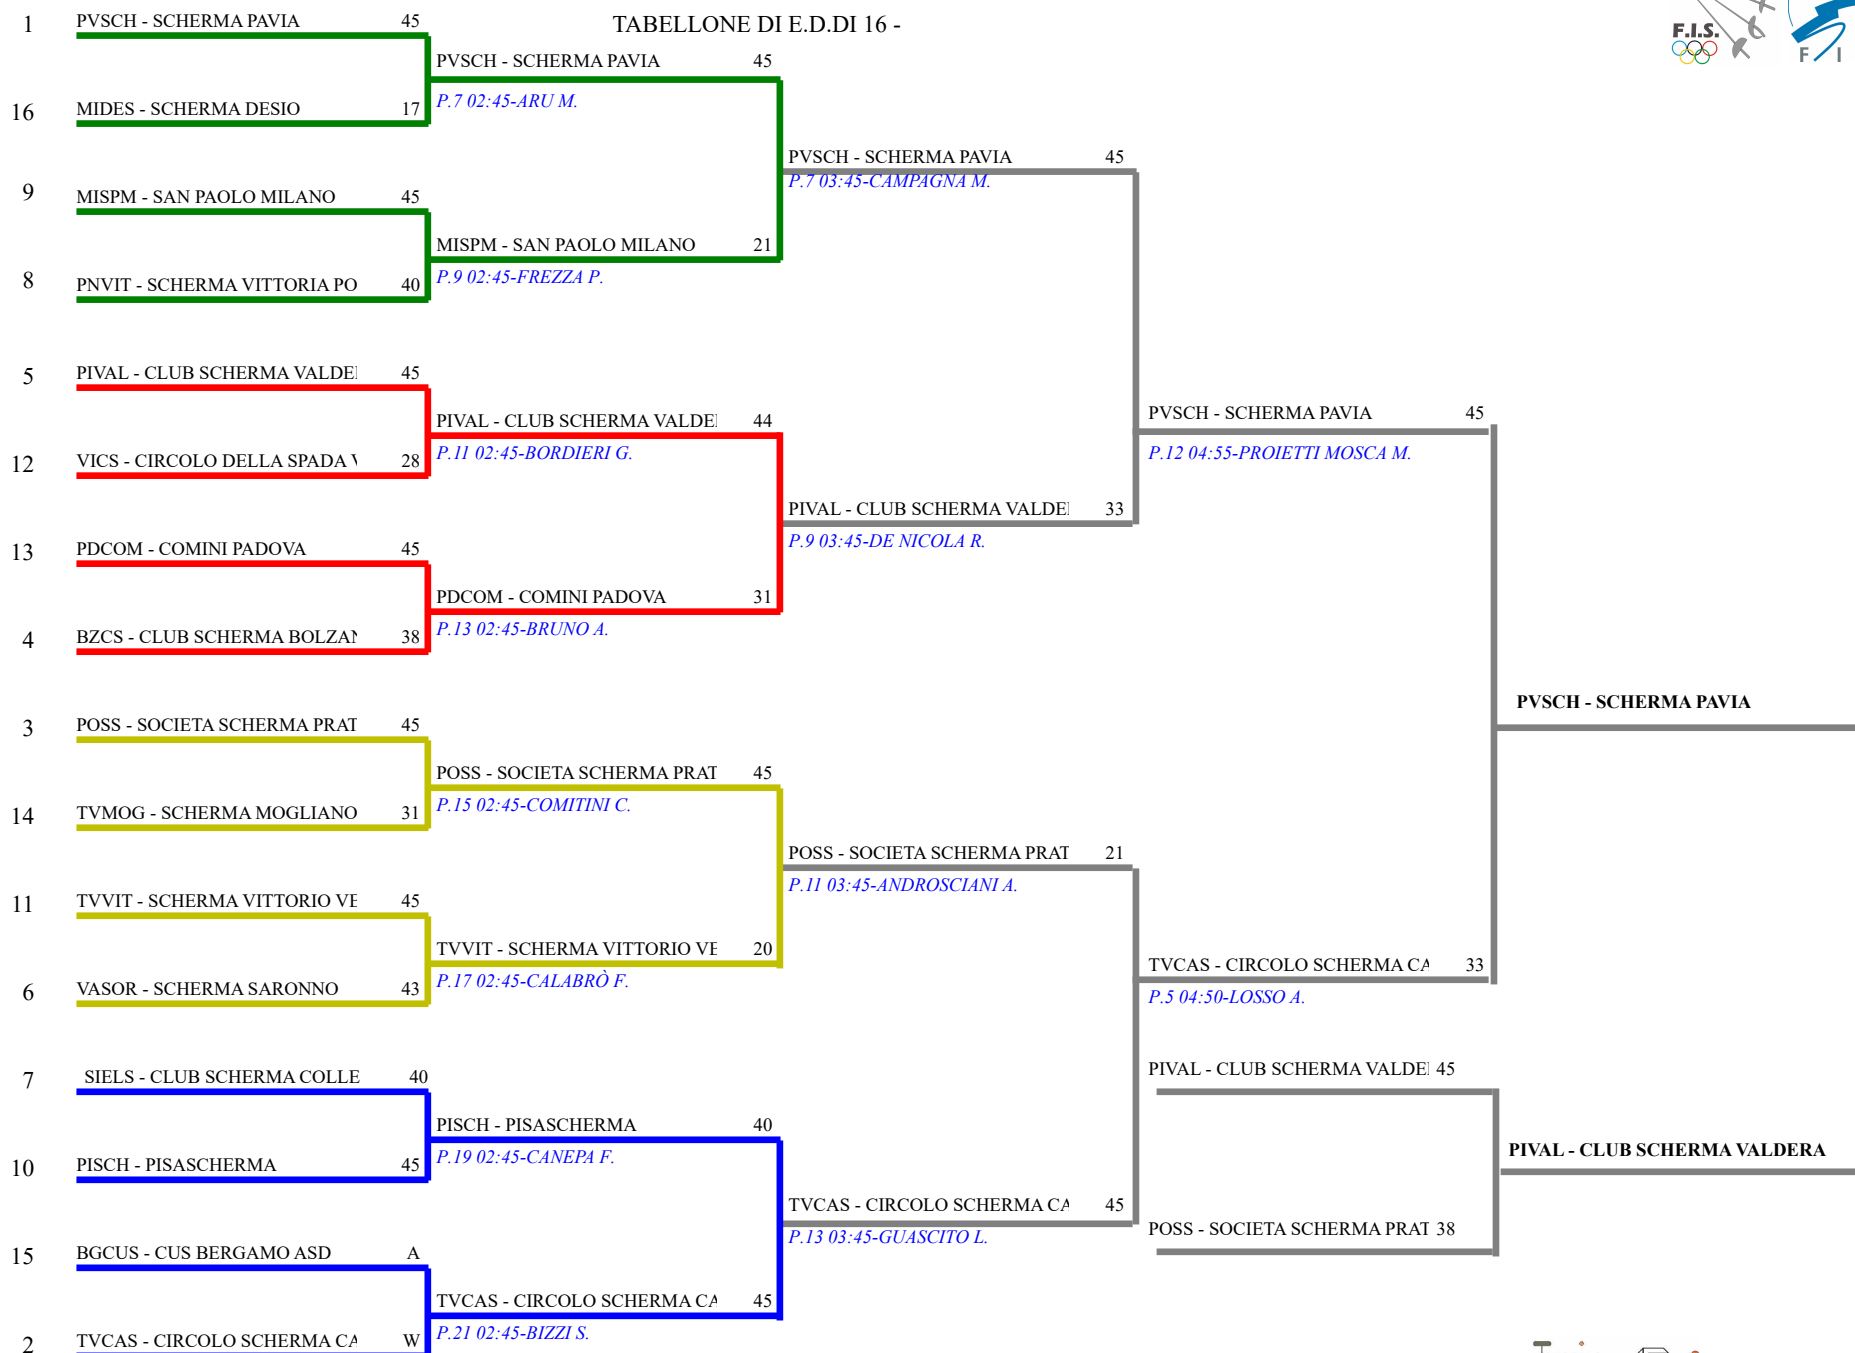 TABELLONE DI E.D.DI 16 -
F.I.S.
F I
1 PVSCH - SCHERMA PAVIA 45
16 MIDES - SCHERMA DESIO 17
9 MISPM - SAN PAOLO MILANO 45
8 PNVIT - SCHERMA VITTORIA PO 40
5 PIVAL - CLUB SCHERMA VALDE 45
12 VICS - CIRCOLO DELLA SPADA 28
13 PDCOM - COMINI PADOVA 45
4 BZCS - CLUB SCHERMA BOLZAN 38
3 POSS - SOCIETA SCHERMA PRAT 45
14 TVMOG - SCHERMA MOGLIANO 31
11 TVVIT - SCHERMA VITTORIO VE 45
6 VASOR - SCHERMA SARONNO 43
7 SIELS - CLUB SCHERMA COLLE 40
10 PISCH - PISASCHERMA 45
15 BGCUS - CUS BERGAMO ASD A
2 TVCAS - CIRCOLO SCHERMA CA W
PVSCH - SCHERMA PAVIA 45
P.7 02:45-ARU M.
MISPM - SAN PAOLO MILANO 21
P.9 02:45-FREZZA P.
PIVAL - CLUB SCHERMA VALDE 44
P.11 02:45-BORDIERI G.
PDCOM - COMINI PADOVA 31
P.13 02:45-BRUNO A.
POSS - SOCIETA SCHERMA PRAT 45
P.15 02:45-COMITINI C.
TVVIT - SCHERMA VITTORIO VE 20
P.17 02:45-CALABRÒ F.
PISCH - PISASCHERMA 40
P.19 02:45-CANEPA F.
TVCAS - CIRCOLO SCHERMA CA 45
P.21 02:45-BIZZI S.
PVSCH - SCHERMA PAVIA 45
P.7 03:45-CAMPAGNA M.
PIVAL - CLUB SCHERMA VALDE 33
P.9 03:45-DE NICOLA R.
POSS - SOCIETA SCHERMA PRAT 21
P.11 03:45-ANDROSCIANI A.
TVCAS - CIRCOLO SCHERMA CA 45
P.13 03:45-GUASCITO L.
PVSCH - SCHERMA PAVIA 45
P.12 04:55-PROIETTI MOSCA M.
TVCAS - CIRCOLO SCHERMA CA 33
P.5 04:50-LOSSO A.
PIVAL - CLUB SCHERMA VALDE 45
POSS - SOCIETA SCHERMA PRAT 38
PVSCH - SCHERMA PAVIA
PIVAL - CLUB SCHERMA VALDERA